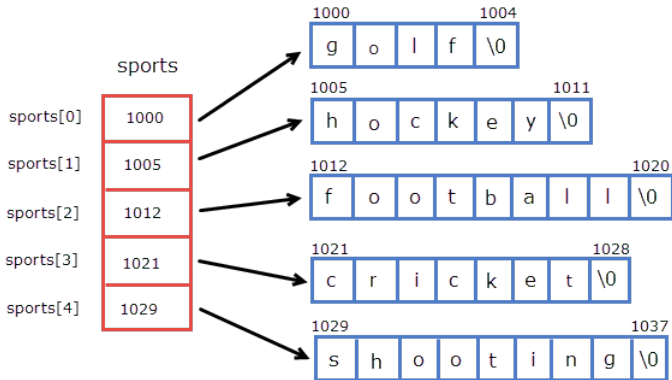 1000 1004
g o l f \0
sports
1005 1011
sports[0] 1000
h o c k e y \0
sports[1] 1005
1012 1020
f o o t b a l l \0
sports[2] 1012
1021 1028
sports[3] 1021
c r i c k e t \0
sports[4] 1029
1029 1037
s h o o t i n g \0